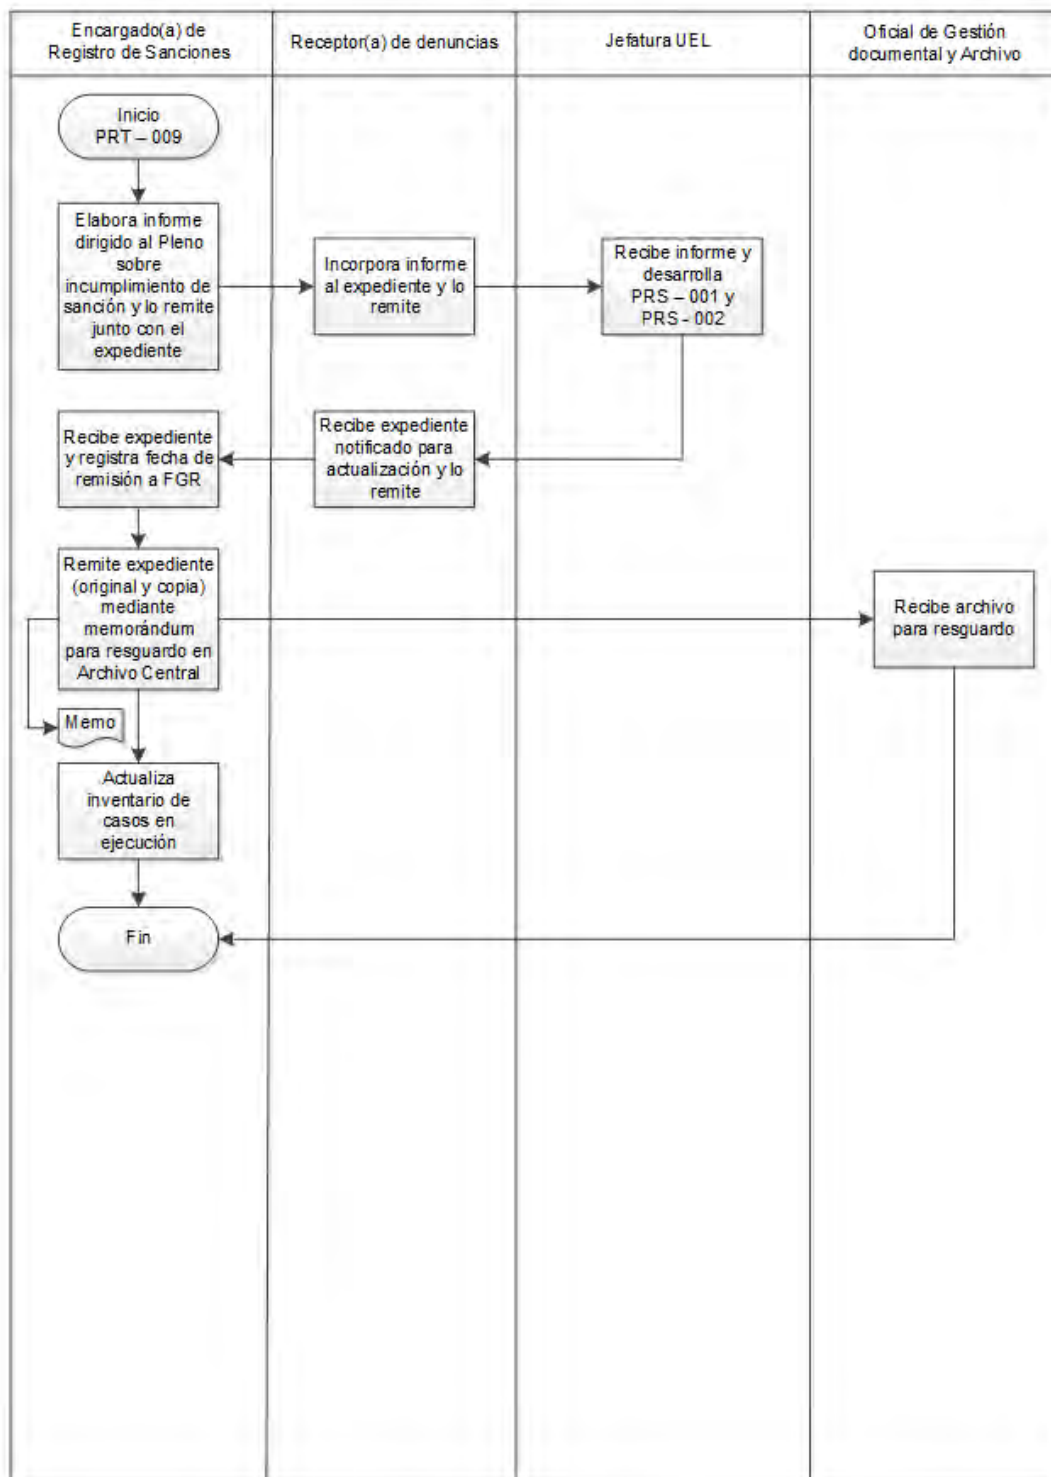 Encargado(a) de
Registro de Sanciones
Receptor(a) de denuncias
Jefatura UEL
Oficial de Gestión
documental y Archivo
Inicio
PRT – 009
Elabora informe
dirigido al Pleno
sobre
incumplimiento de
sanción y lo remite
junto con el
expediente
Incorpora informe
al expediente y lo
remite
Recibe informe y
desarrolla
PRS – 001 y
PRS - 002
Recibe expediente
y registra fecha de
remisión a FGR
Recibe expediente
notificado para
actualización y lo
remite
Remite expediente
(original y copia)
mediante
memorándum
para resguardo en
Archivo Central
Recibe archivo
para resguardo
Memo
Actualiza
inventario de
casos en
ejecución
Fin